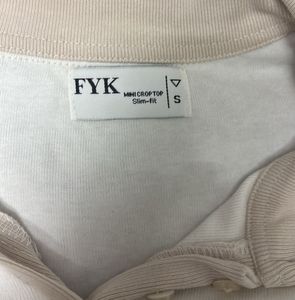 FYK
MINI CROP TOP
Slim-fit
S